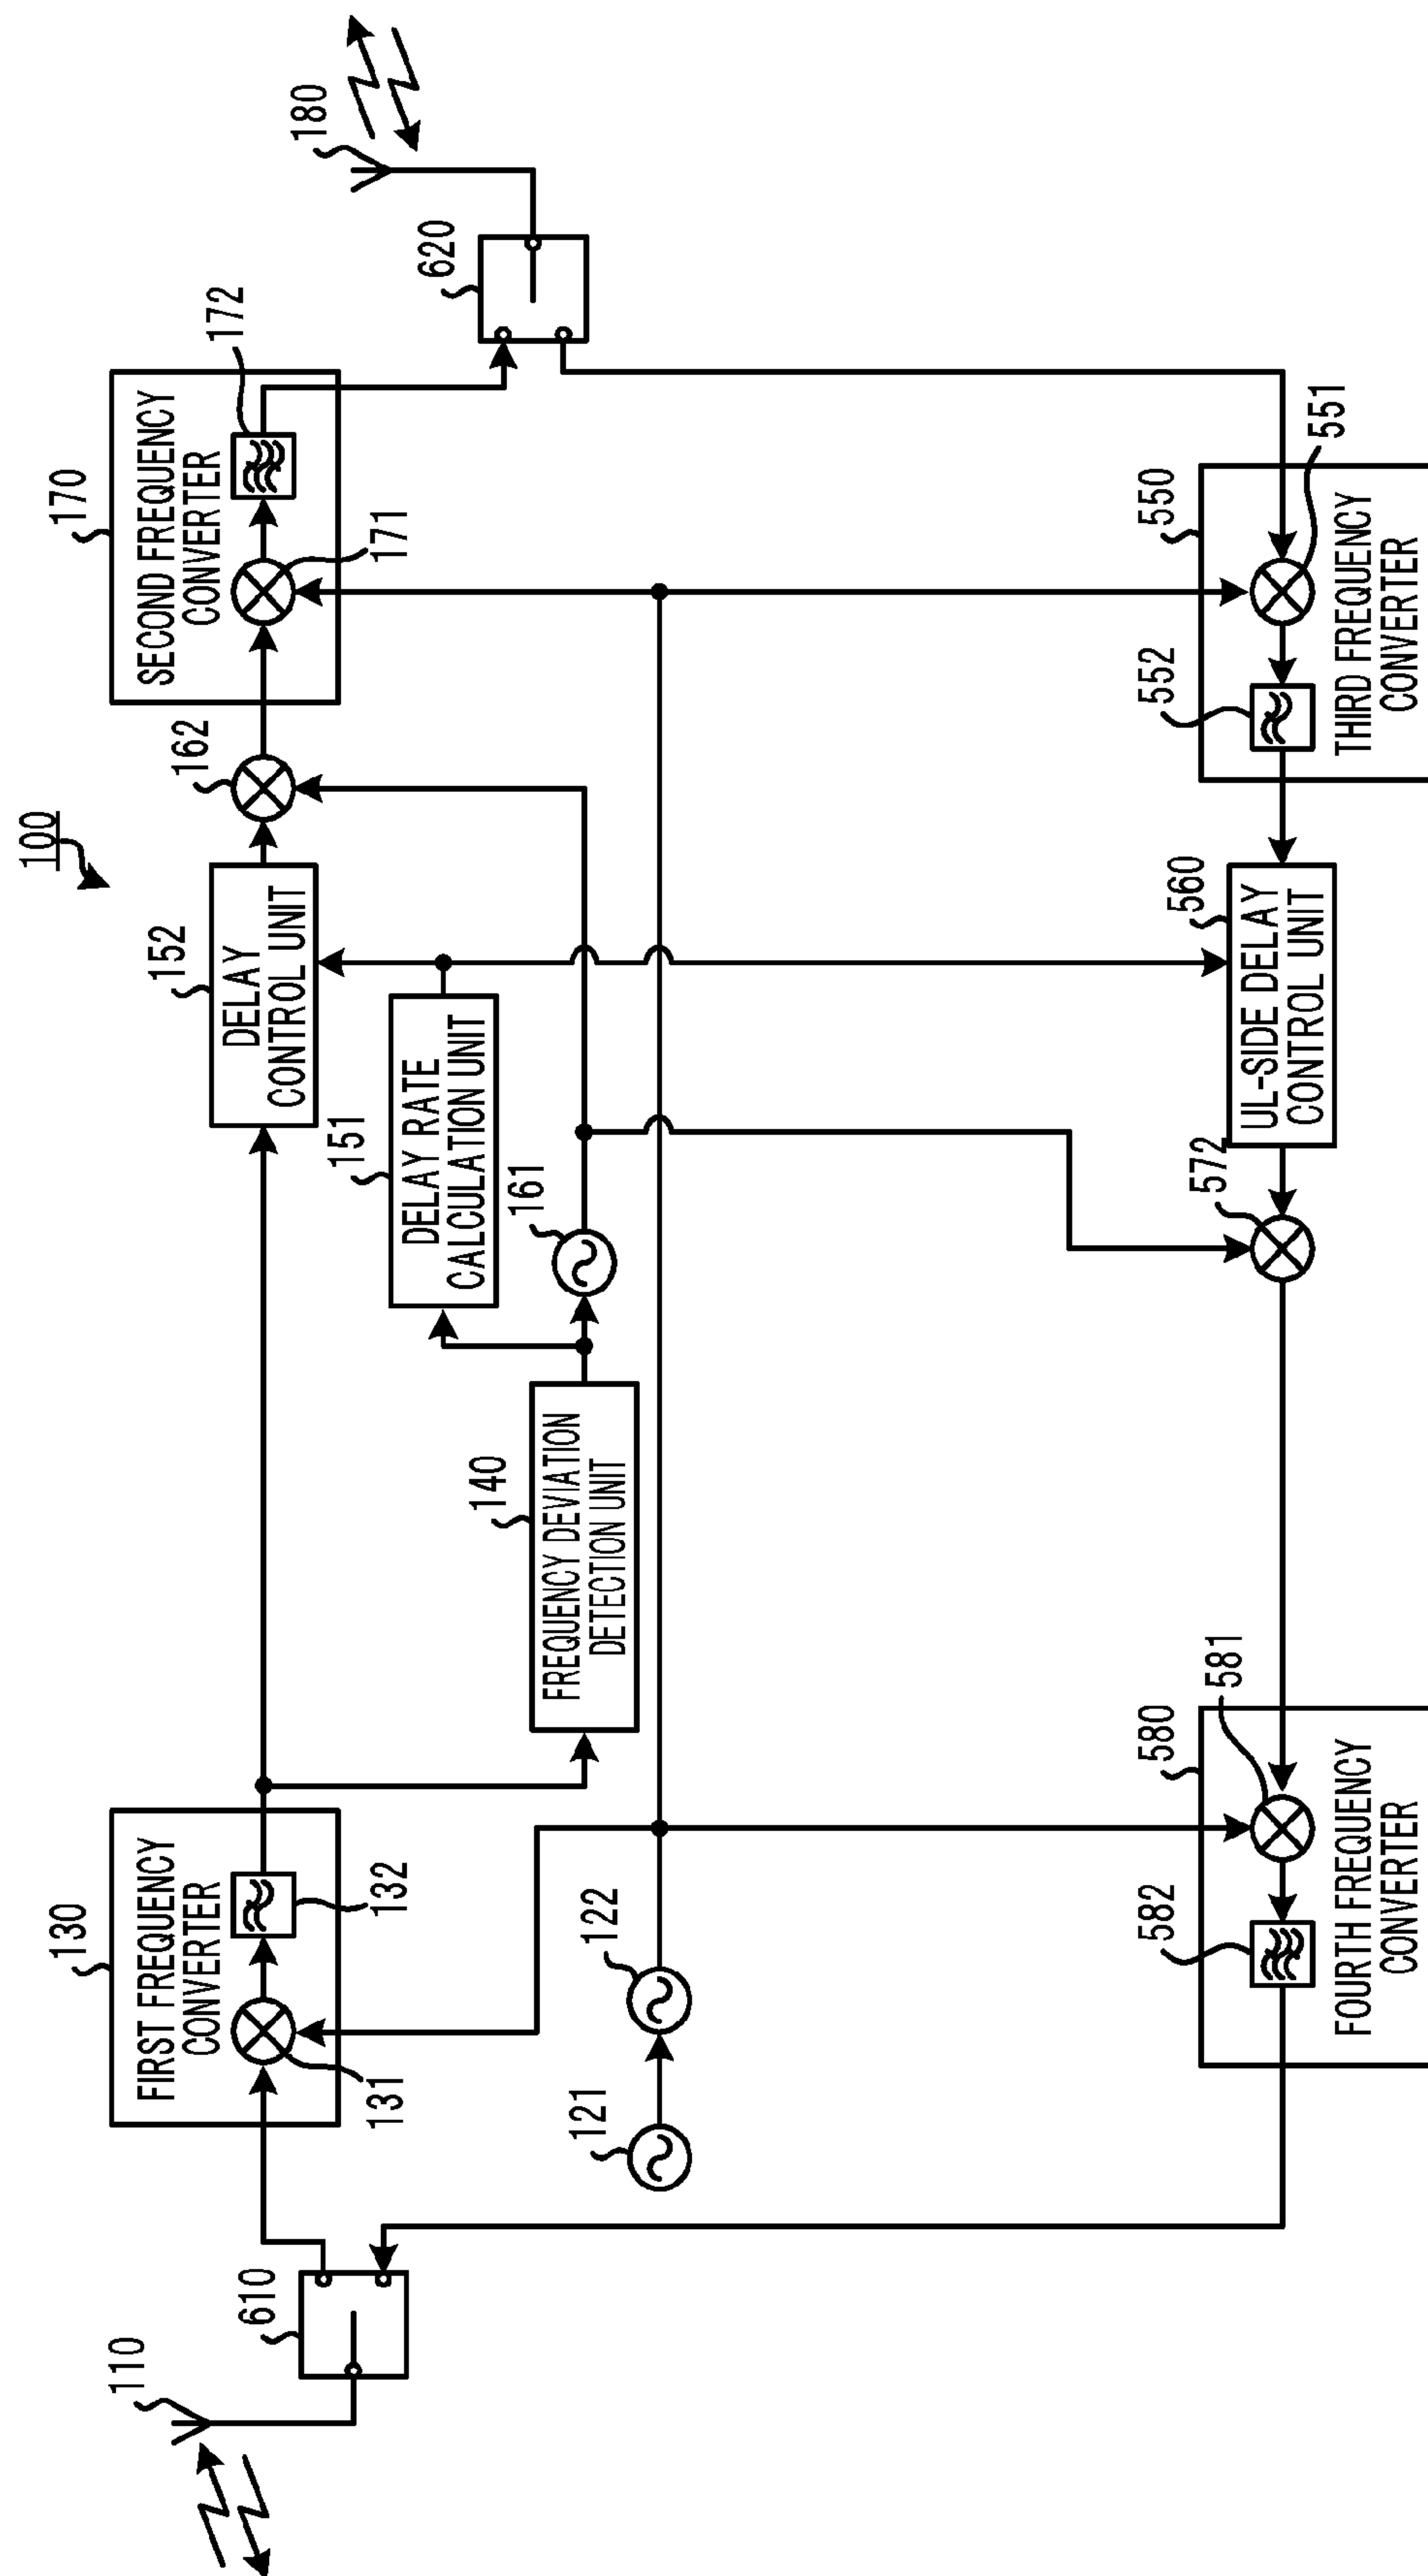 100
110
610
130
FIRST FREQUENCY
CONVERTER
131
132
121
122
140
FREQUENCY DEVIATION
DETECTION UNIT
151
DELAY RATE
CALCULATION UNIT
161
152
DELAY
CONTROL UNIT
162
170
SECOND FREQUENCY
CONVERTER
171
172
620
180
580
581
582
FOURTH FREQUENCY
CONVERTER
572
560
UL-SIDE DELAY
CONTROL UNIT
550
551
552
THIRD FREQUENCY
CONVERTER